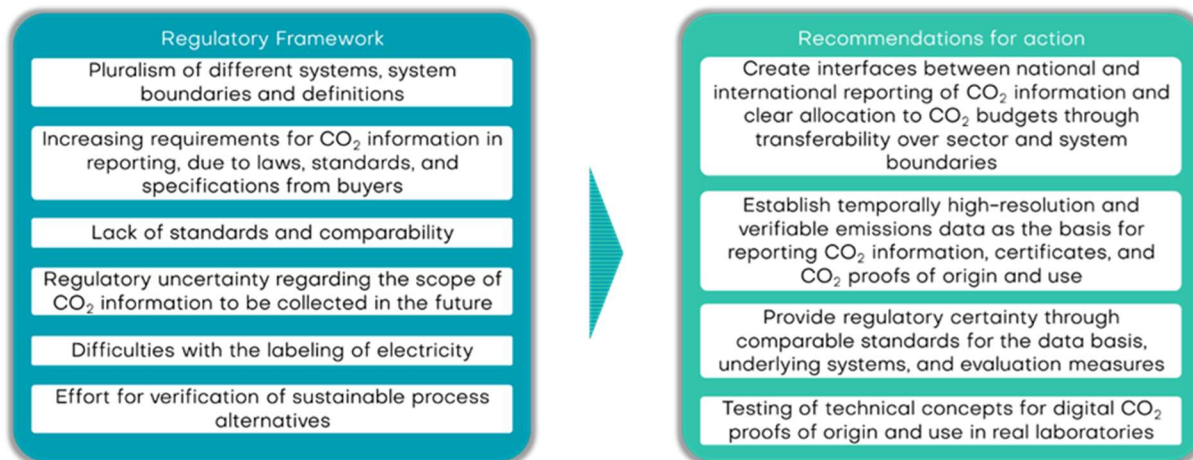 Regulatory Framework
Pluralism of different systems, system
boundaries and definitions
Increasing requirements for CO₂ information in
reporting, due to laws, standards, and
specifications from buyers
Lack of standards and comparability
Regulatory uncertainty regarding the scope of
CO₂ information to be collected in the future
Difficulties with the labeling of electricity
Effort for verification of sustainable process
alternatives
Recommendations for action
Create interfaces between national and
international reporting of CO₂ information and
clear allocation to CO₂ budgets through
transferability over sector and system
boundaries
Establish temporally high-resolution and
verifiable emissions data as the basis for
reporting CO₂ information, certificates, and
CO₂ proofs of origin and use
Provide regulatory certainty through
comparable standards for the data basis,
underlying systems, and evaluation measures
Testing of technical concepts for digital CO₂
proofs of origin and use in real laboratories